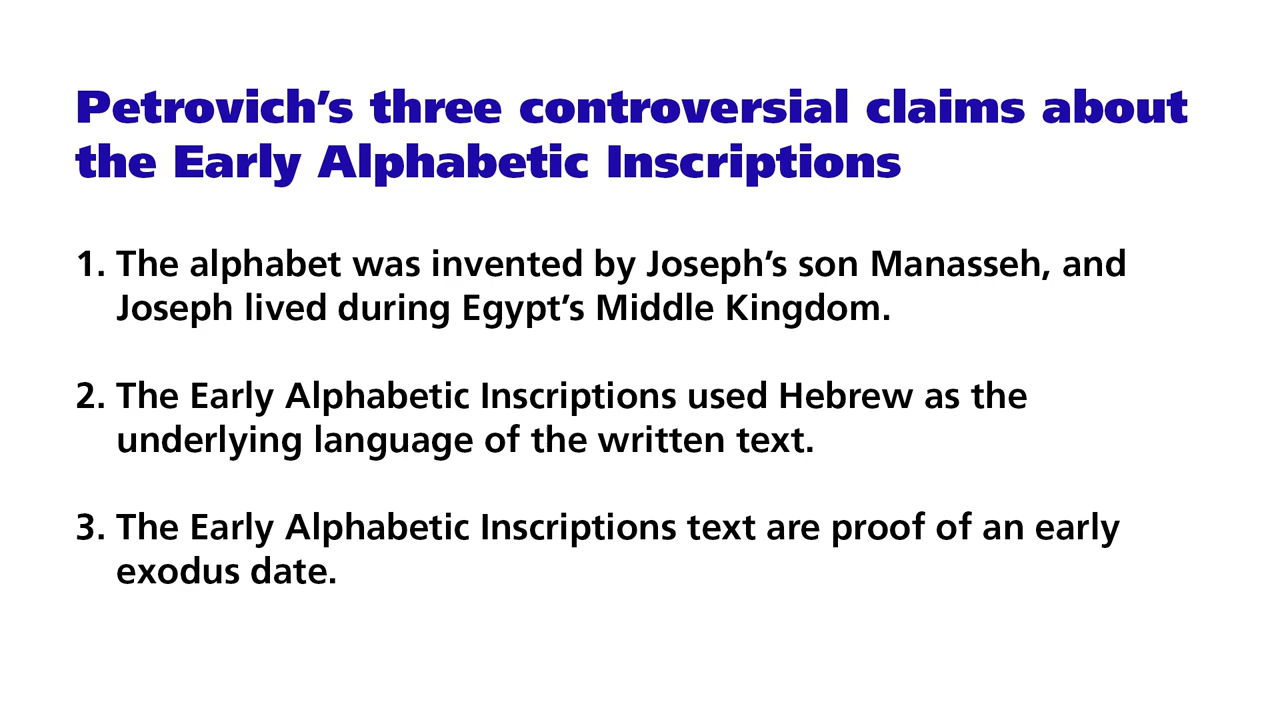 Petrovich’s three controversial claims about
the Early Alphabetic Inscriptions
1. The alphabet was invented by Joseph’s son Manasseh, and
Joseph lived during Egypt’s Middle Kingdom.
2. The Early Alphabetic Inscriptions used Hebrew as the
underlying language of the written text.
3. The Early Alphabetic Inscriptions text are proof of an early
exodus date.